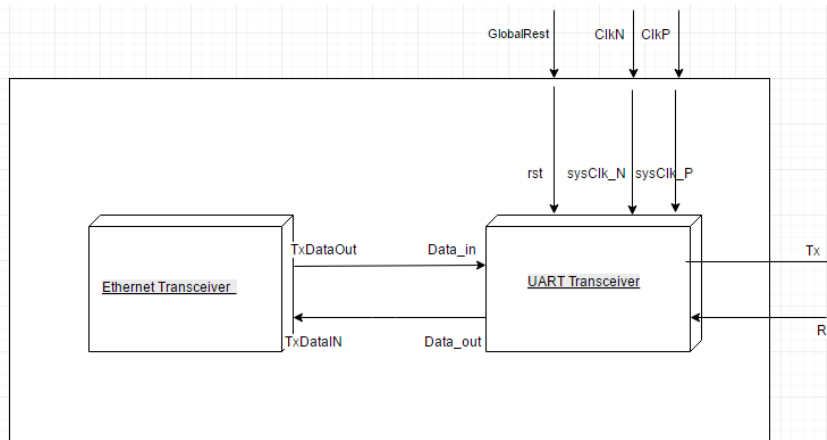 GlobalRest
ClkN
ClkP
rst
sysClk_N
sysClk_P
TxDataOut
Data_in
Tx
Ethernet Transceiver
UART Transceiver
R
TxDataIN
Data_out